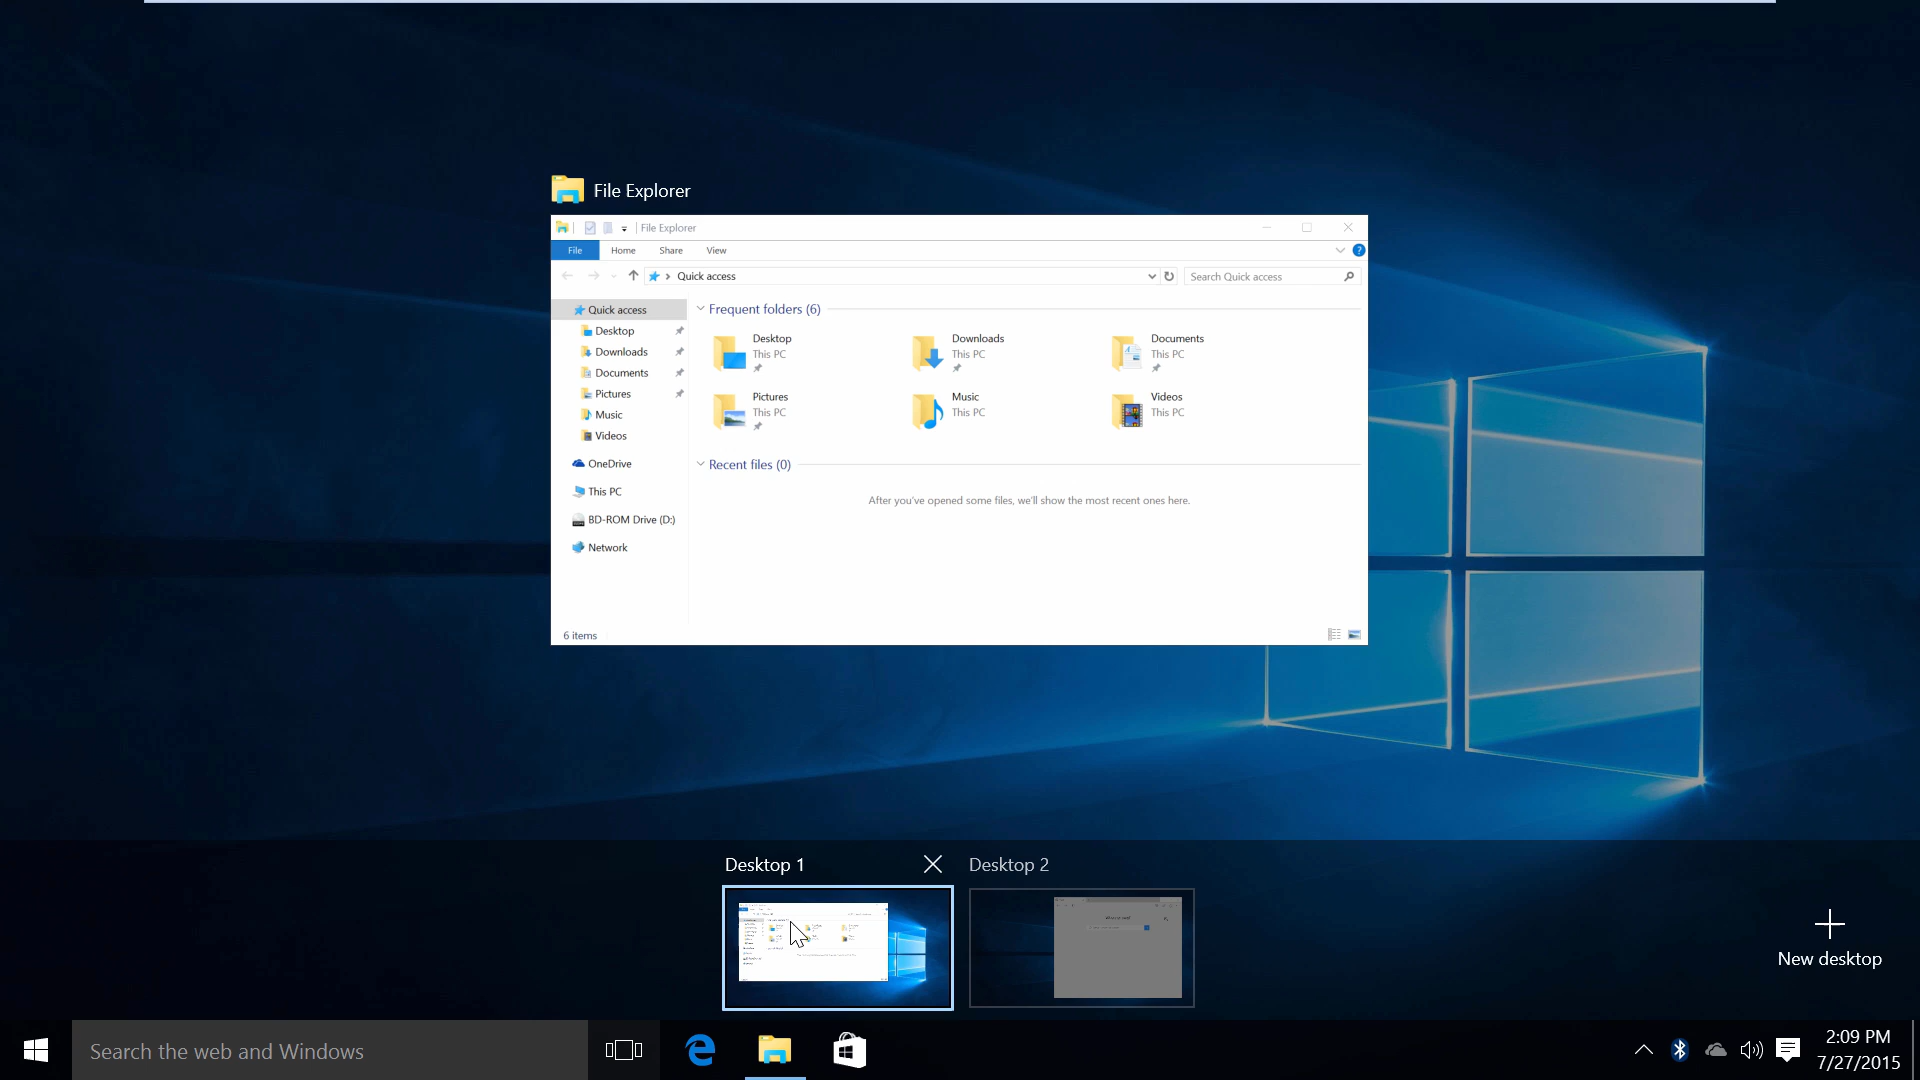 File Explorer
File Explorer
File Home Share View
Quick access Search Quick access
Quick access
Desktop
Downloads
Documents
Pictures
Music
Videos
OneDrive
This PC
BD-ROM Drive (D:)
Network
Frequent folders (6)
Desktop
This PC
Downloads
This PC
Documents
This PC
Pictures
This PC
Music
This PC
Videos
This PC
Recent files (0)
After you've opened some files, we'll show the most recent ones here.
6 items
Desktop 1
Desktop 2
New desktop
Search the web and Windows
2:09 PM
7/27/2015